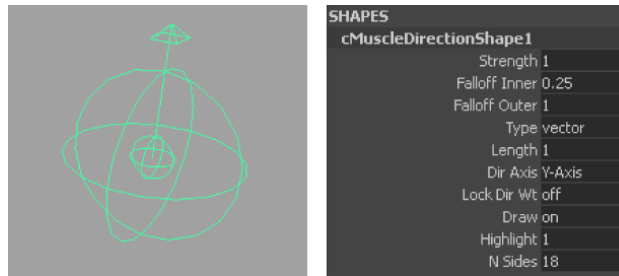 SHAPES
cMuscleDirectionShape1
Strength 1
Falloff Inner 0.25
Falloff Outer 1
Type vector
Length 1
Dir Axis Y-Axis
Lock Dir Wt off
Draw on
Highlight 1
N Sides 18